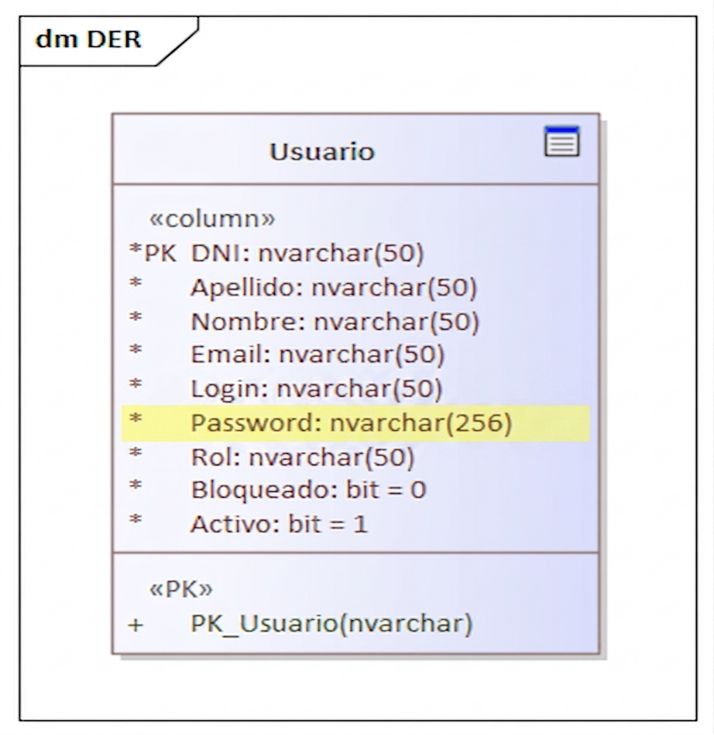 dm DER
Usuario
«column»
*PK DNI: nvarchar(50)
* Apellido: nvarchar(50)
* Nombre: nvarchar(50)
* Email: nvarchar(50)
* Login: nvarchar(50)
* Password: nvarchar(256)
* Rol: nvarchar(50)
* Bloqueado: bit = 0
* Activo: bit = 1
«PK»
+ PK_Usuario(nvarchar)